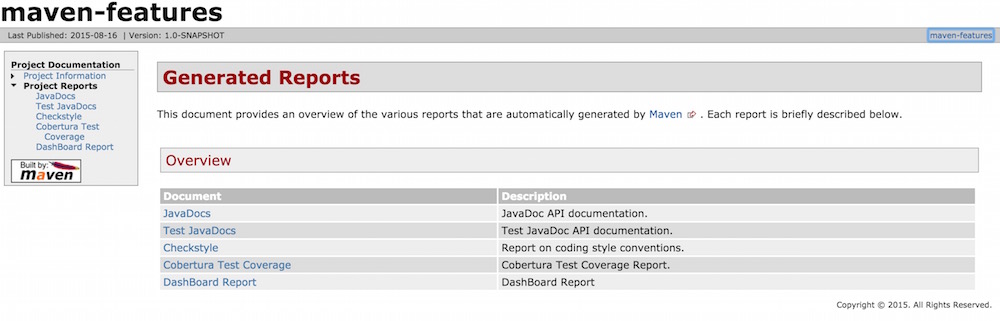 maven-features
Last Published: 2015-08-16 | Version: 1.0-SNAPSHOT
maven-features
Project Documentation
Project Information
Project Reports
JavaDocs
Test JavaDocs
Checkstyle
Cobertura Test
Coverage
DashBoard Report
Built by:
maven
Generated Reports
This document provides an overview of the various reports that are automatically generated by Maven . Each report is briefly described below.
Overview
Document Description
JavaDocs JavaDoc API documentation.
Test JavaDocs Test JavaDoc API documentation.
Checkstyle Report on coding style conventions.
Cobertura Test Coverage Cobertura Test Coverage Report.
DashBoard Report DashBoard Report
Copyright © 2015. All Rights Reserved.